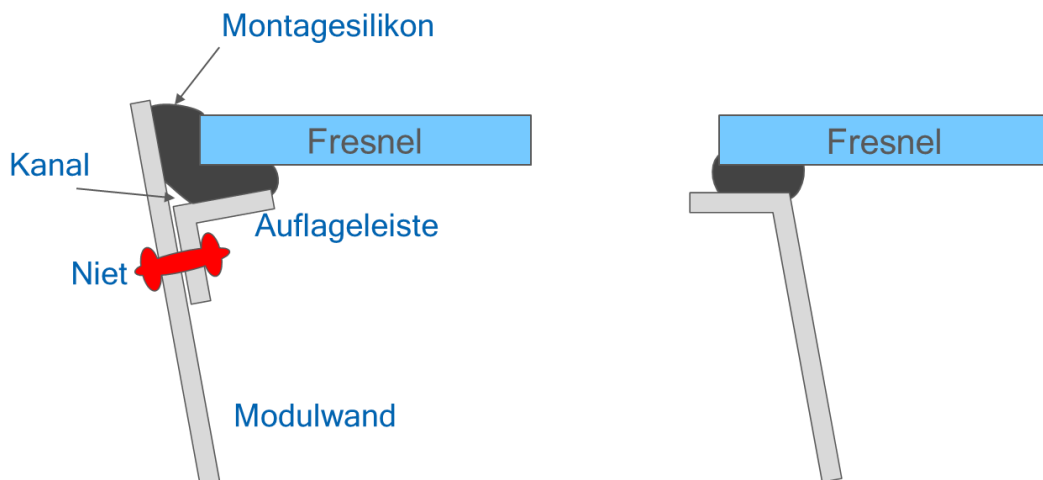 Montagesilikon
Fresnel
Fresnel
Kanal
Auflageleiste
Niet
Modulwand